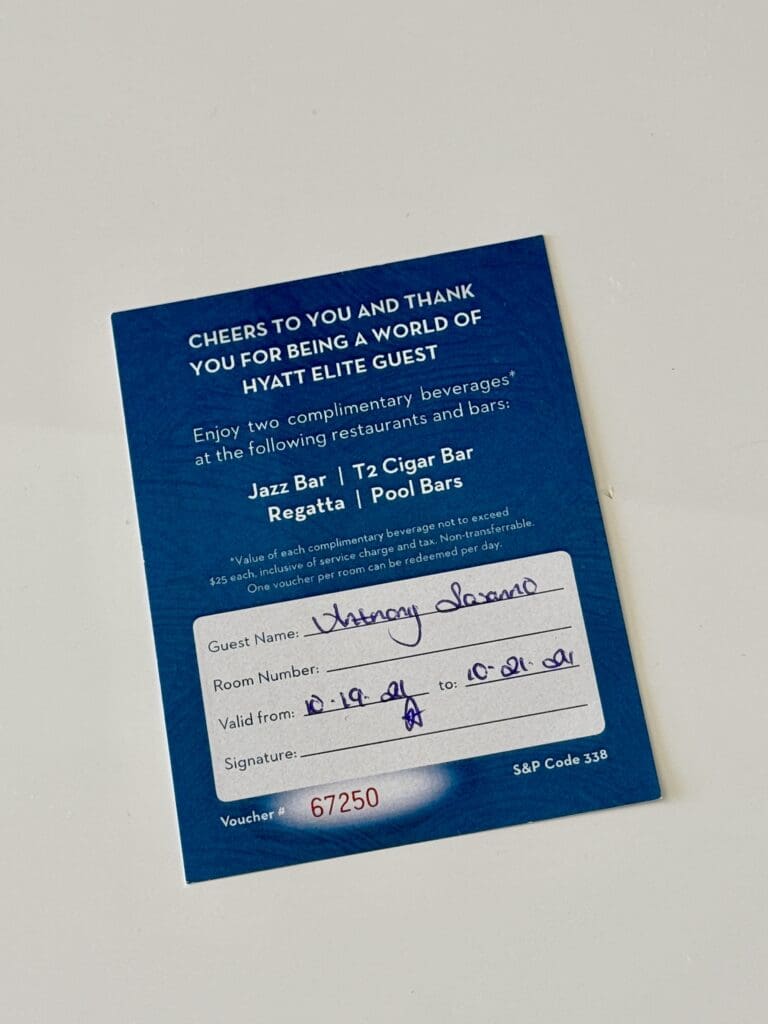 CHEERS TO YOU AND THANK
YOU FOR BEING A WORLD OF
HYATT ELITE GUEST
Enjoy two complimentary beverages*
at the following restaurants and bars:
Jazz Bar | T2 Cigar Bar
Regatta | Pool Bars
*Value of each complimentary beverage not to exceed
$25 each, inclusive of service charge and tax. Non-transferrable.
One voucher per room can be redeemed per day.
Guest Name: Anthony
Room Number:
Valid from: 10-19-21 to: 10-21-21
Signature:
Voucher # 67250
S&P Code 338